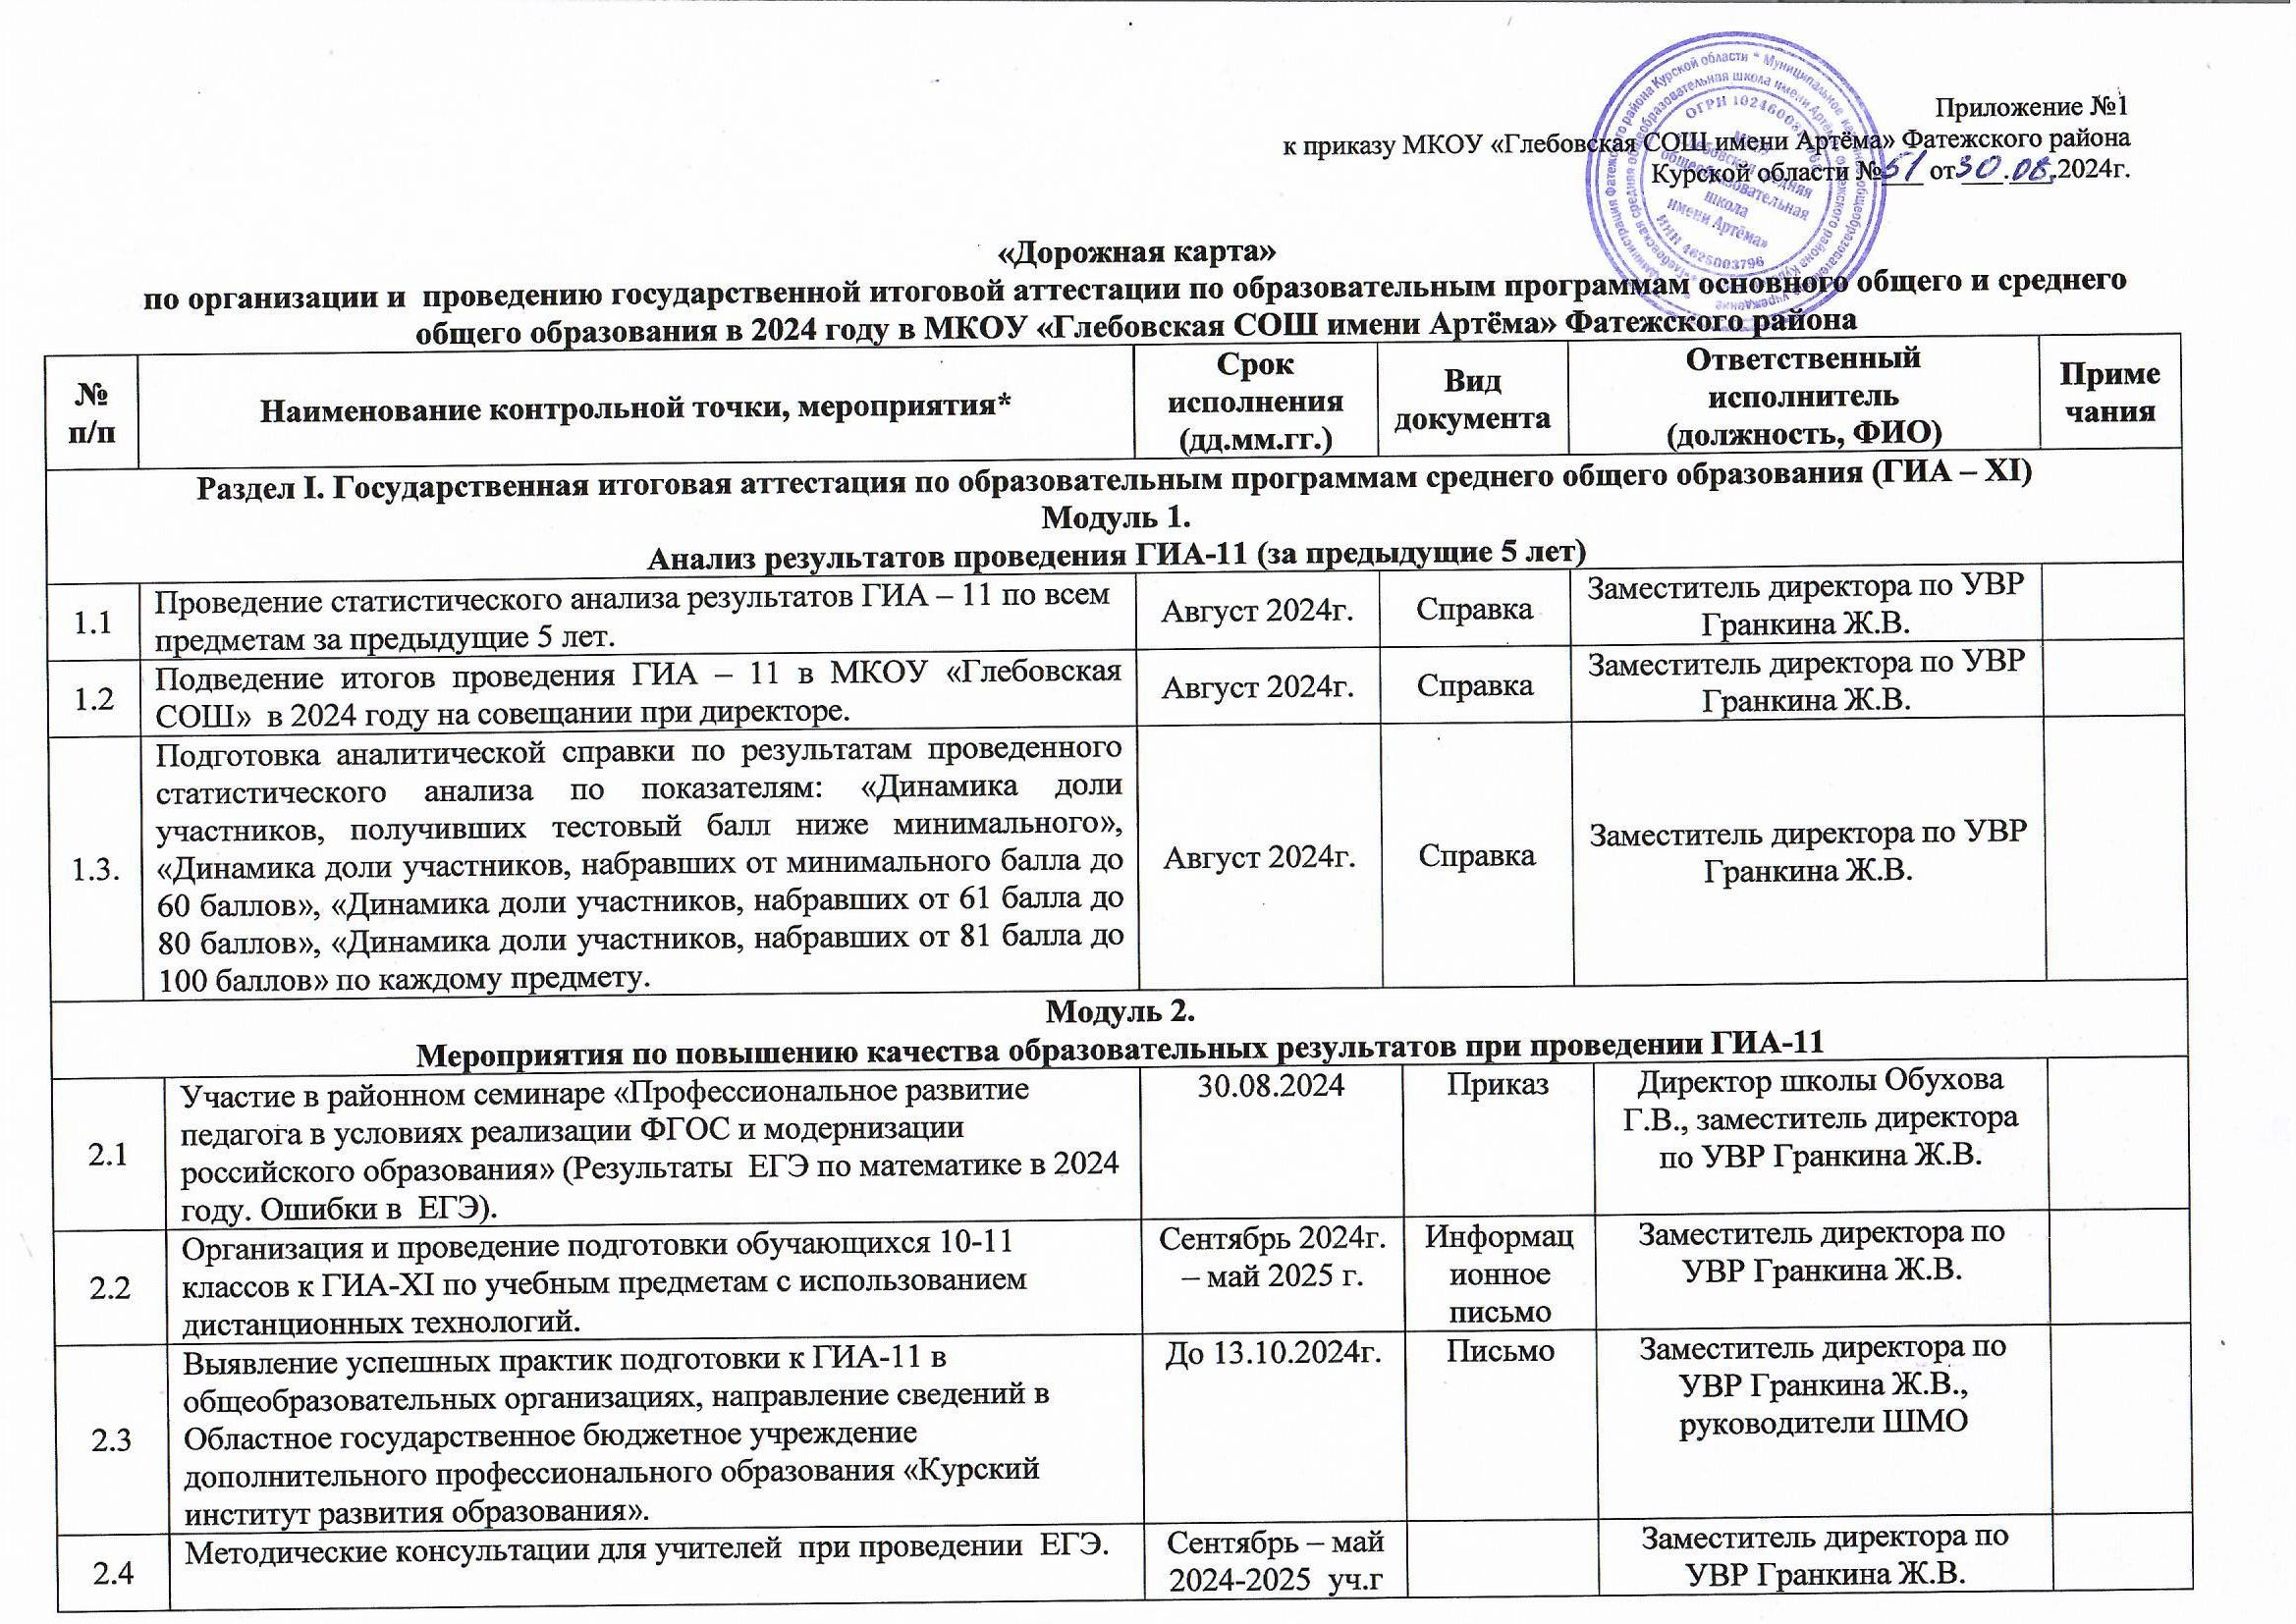 Приложение №1
к приказу МКОУ «Глебовская СОШ имени Артёма» Фатежского района
Курской области № 51 от 30.08.2024г.
ИНН 4625003796
«Дорожная карта»
по организации и проведению государственной итоговой аттестации по образовательным программам основного общего и среднего
общего образования в 2024 году в МКОУ «Глебовская СОШ имени Артёма» Фатежского района
№
п/п
Наименование контрольной точки, мероприятия*
Срок
исполнения
(дд.мм.гг.)
Вид
документа
Ответственный
исполнитель
(должность, ФИО)
Приме
чания
Раздел I. Государственная итоговая аттестация по образовательным программам среднего общего образования (ГИА – XI)
Модуль 1.
Анализ результатов проведения ГИА-11 (за предыдущие 5 лет)
1.1
Проведение статистического анализа результатов ГИА – 11 по всем
предметам за предыдущие 5 лет.
Август 2024г.
Справка
Заместитель директора по УВР
Гранкина Ж.В.
1.2
Подведение итогов проведения ГИА – 11 в МКОУ «Глебовская
СОШ» в 2024 году на совещании при директоре.
Август 2024г.
Справка
Заместитель директора по УВР
Гранкина Ж.В.
1.3.
Подготовка аналитической справки по результатам проведенного
статистического анализа по показателям: «Динамика доли
участников, получивших тестовый балл ниже минимального»,
«Динамика доли участников, набравших от минимального балла до
60 баллов», «Динамика доли участников, набравших от 61 балла до
80 баллов», «Динамика доли участников, набравших от 81 балла до
100 баллов» по каждому предмету.
Август 2024г.
Справка
Заместитель директора по УВР
Гранкина Ж.В.
Модуль 2.
Мероприятия по повышению качества образовательных результатов при проведении ГИА-11
2.1
Участие в районном семинаре «Профессиональное развитие
педагога в условиях реализации ФГОС и модернизации
российского образования» (Результаты ЕГЭ по математике в 2024
году. Ошибки в ЕГЭ).
30.08.2024
Приказ
Директор школы Обухова
Г.В., заместитель директора
по УВР Гранкина Ж.В.
2.2
Организация и проведение подготовки обучающихся 10-11
классов к ГИА-XI по учебным предметам с использованием
дистанционных технологий.
Сентябрь 2024г.
– май 2025 г.
Информац
ионное
письмо
Заместитель директора по
УВР Гранкина Ж.В.
2.3
Выявление успешных практик подготовки к ГИА-11 в
общеобразовательных организациях, направление сведений в
Областное государственное бюджетное учреждение
дополнительного профессионального образования «Курский
институт развития образования».
До 13.10.2024г.
Письмо
Заместитель директора по
УВР Гранкина Ж.В.,
руководители ШМО
2.4
Методические консультации для учителей при проведении ЕГЭ.
Сентябрь – май
2024-2025 уч.г
Заместитель директора по
УВР Гранкина Ж.В.